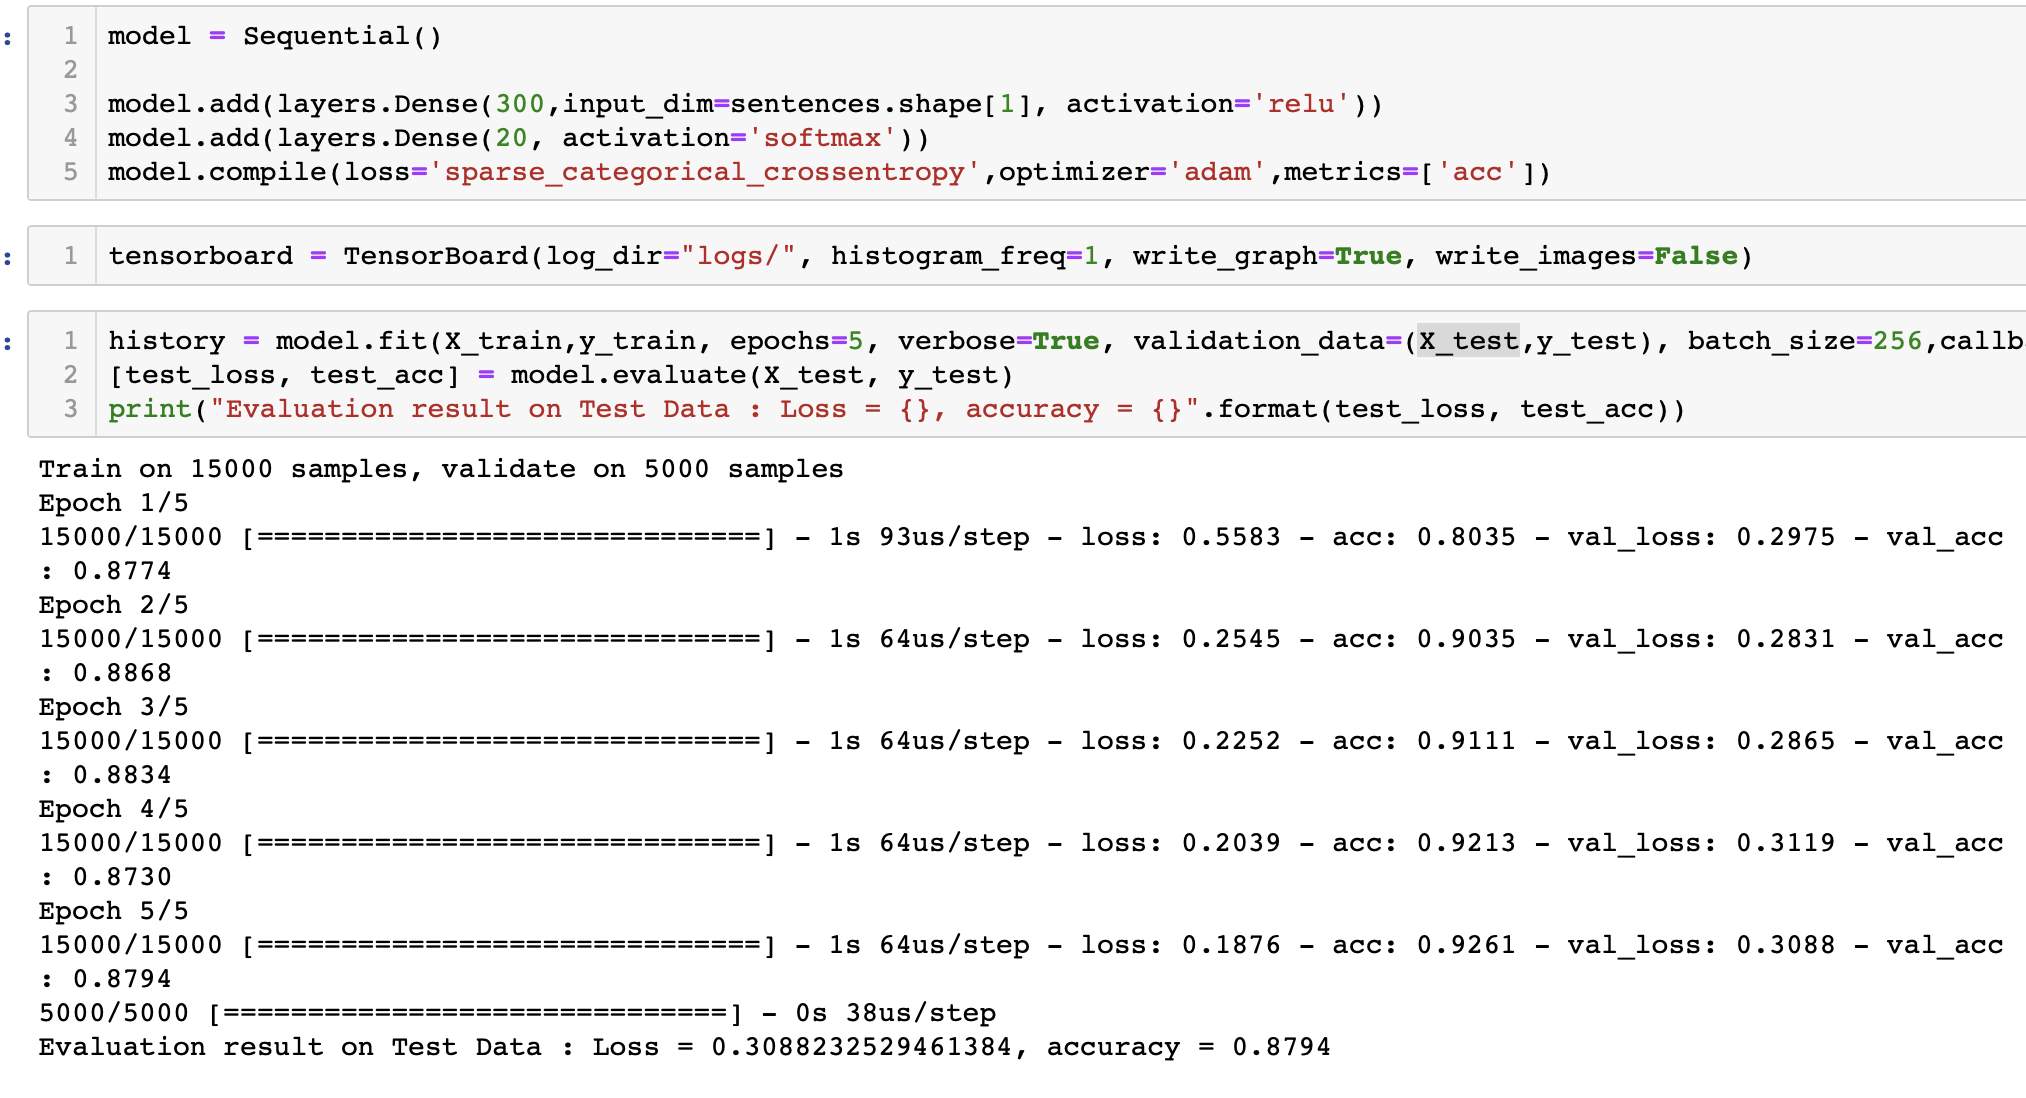 :
1 model = Sequential()
2
3 model.add(layers.Dense(300,input_dim=sentences.shape[1], activation='relu'))
4 model.add(layers.Dense(20, activation='softmax'))
5 model.compile(loss='sparse_categorical_crossentropy',optimizer='adam',metrics=['acc'])
:
1 tensorboard = TensorBoard(log_dir="logs/", histogram_freq=1, write_graph=True, write_images=False)
:
1 history = model.fit(X_train,y_train, epochs=5, verbose=True, validation_data=(X_test,y_test), batch_size=256,callb
2 [test_loss, test_acc] = model.evaluate(X_test, y_test)
3 print("Evaluation result on Test Data : Loss = {}, accuracy = {}".format(test_loss, test_acc))
Train on 15000 samples, validate on 5000 samples
Epoch 1/5
15000/15000 [==============================] - 1s 93us/step - loss: 0.5583 - acc: 0.8035 - val_loss: 0.2975 - val_acc
: 0.8774
Epoch 2/5
15000/15000 [==============================] - 1s 64us/step - loss: 0.2545 - acc: 0.9035 - val_loss: 0.2831 - val_acc
: 0.8868
Epoch 3/5
15000/15000 [==============================] - 1s 64us/step - loss: 0.2252 - acc: 0.9111 - val_loss: 0.2865 - val_acc
: 0.8834
Epoch 4/5
15000/15000 [==============================] - 1s 64us/step - loss: 0.2039 - acc: 0.9213 - val_loss: 0.3119 - val_acc
: 0.8730
Epoch 5/5
15000/15000 [==============================] - 1s 64us/step - loss: 0.1876 - acc: 0.9261 - val_loss: 0.3088 - val_acc
: 0.8794
5000/5000 [==============================] - 0s 38us/step
Evaluation result on Test Data : Loss = 0.3088232529461384, accuracy = 0.8794